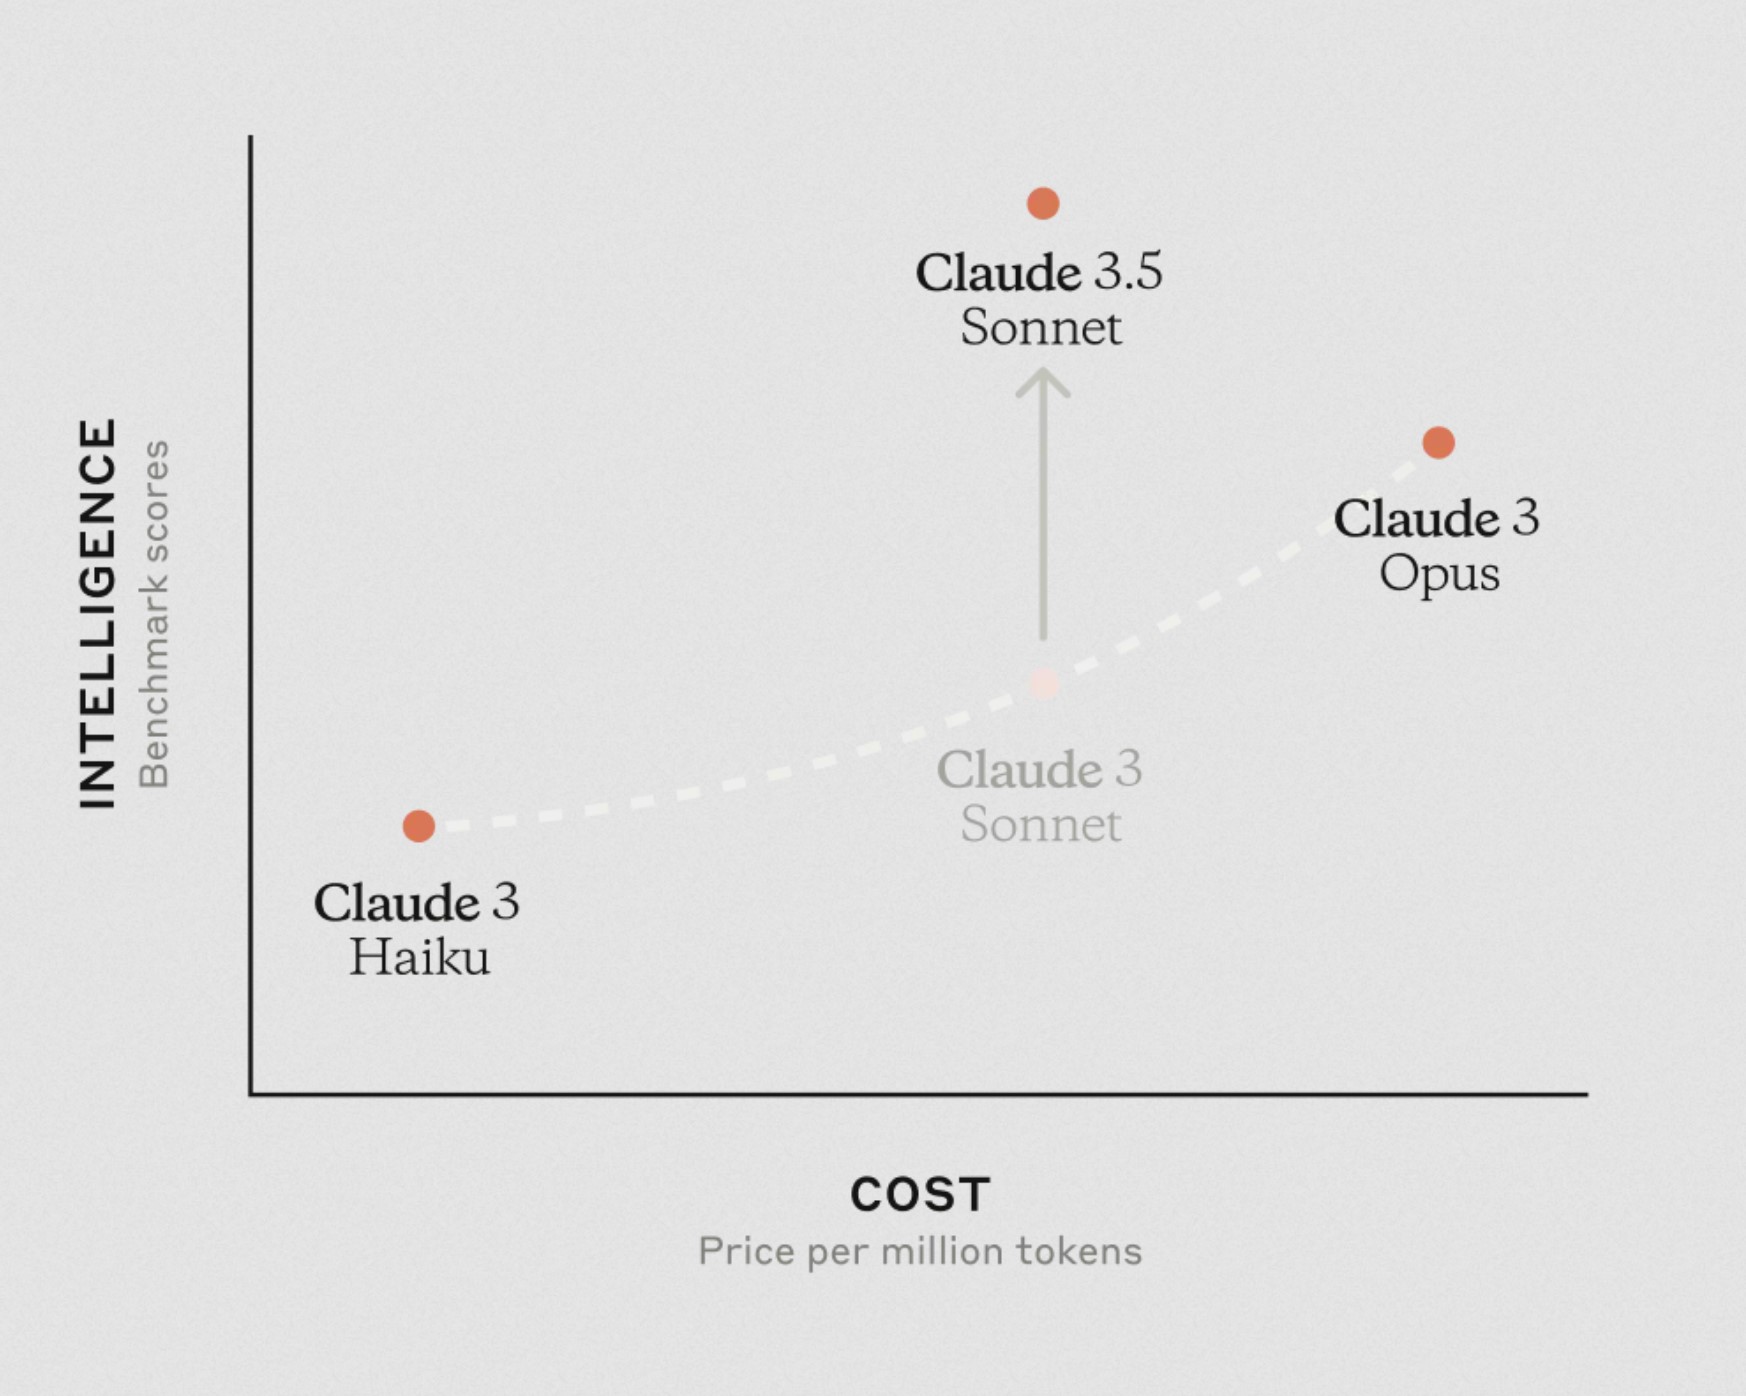 INTELLIGENCE
Benchmark scores
Claude 3.5
Sonnet
Claude 3
Opus
Claude 3
Sonnet
Claude 3
Haiku
COST
Price per million tokens